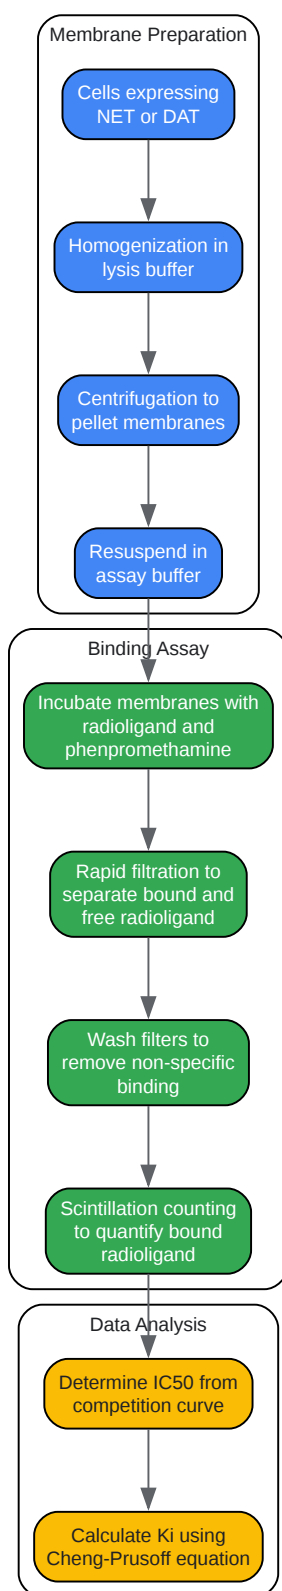 Membrane Preparation
Cells expressing
NET or DAT
Homogenization in
lysis buffer
Centrifugation to
pellet membranes
Resuspend in
assay buffer
Binding Assay
Incubate membranes with
radioligand and
phenpromethamine
Rapid filtration to
separate bound and
free radioligand
Wash filters to
remove non-specific
binding
Scintillation counting
to quantify bound
radioligand
Data Analysis
Determine IC50 from
competition curve
Calculate Ki using
Cheng-Prusoff equation